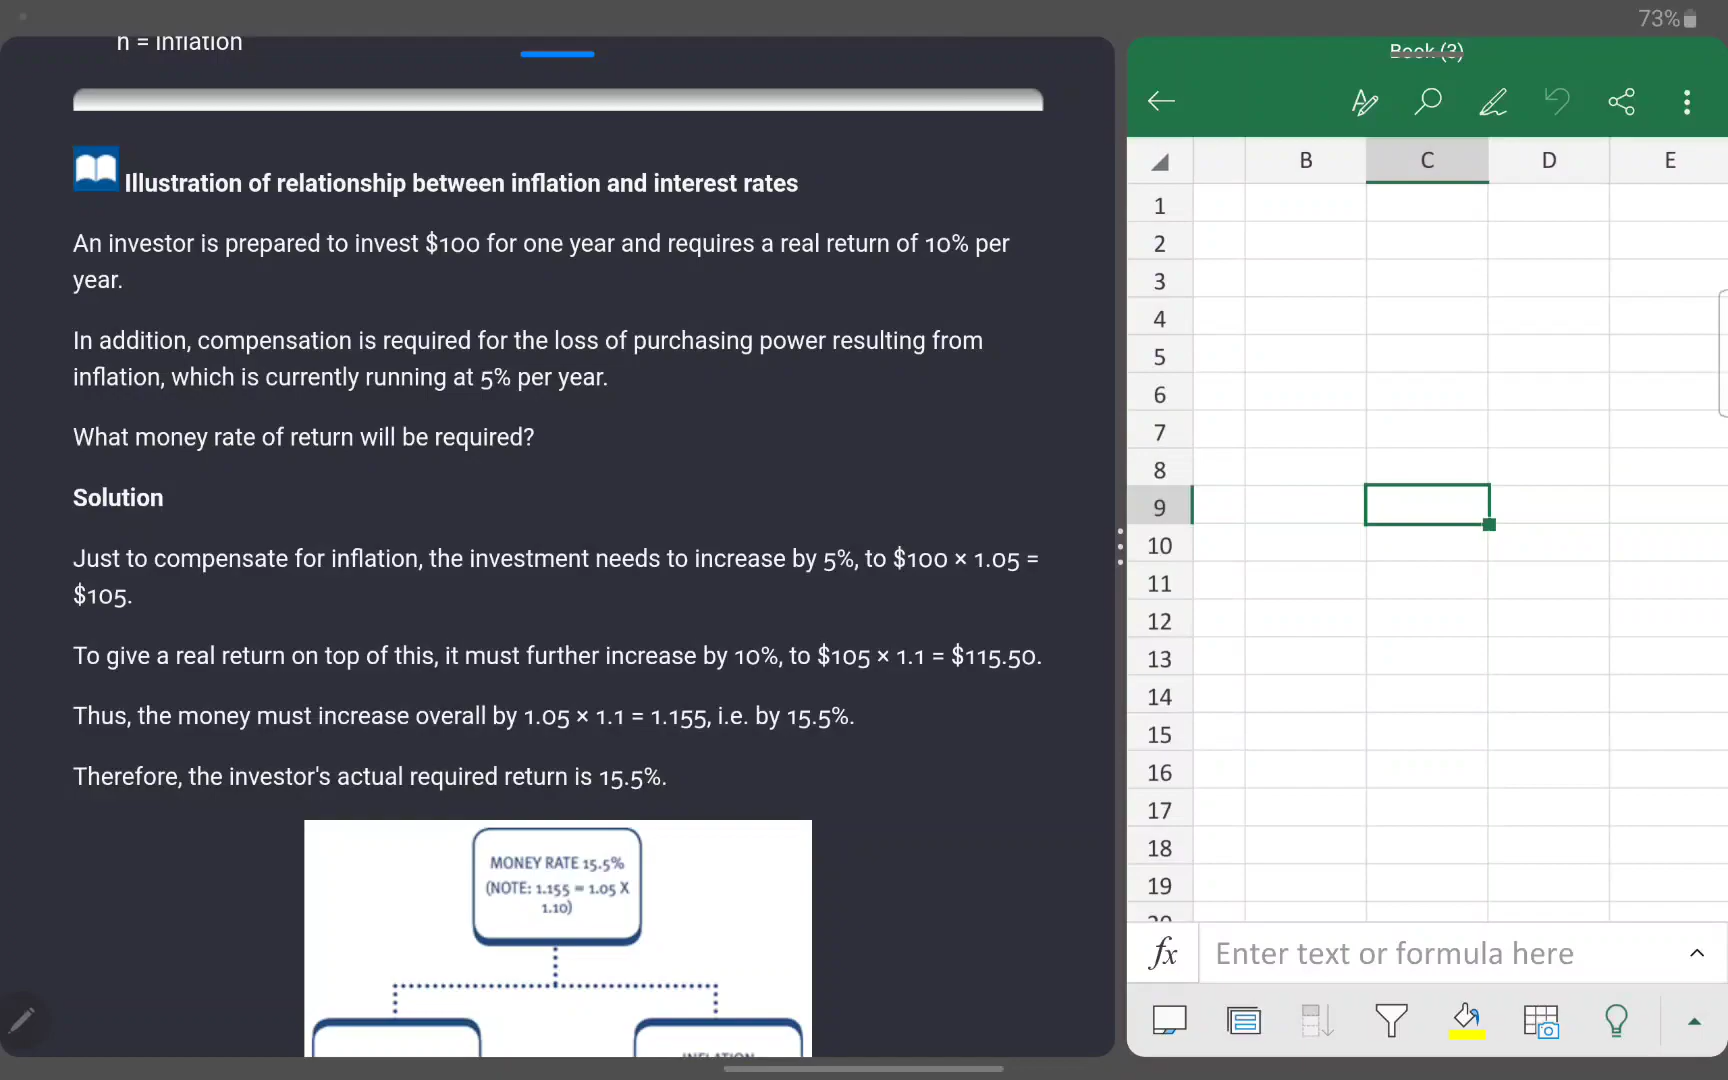 73%
h = inflation
Illustration of relationship between inflation and interest rates
An investor is prepared to invest $100 for one year and requires a real return of 10% per
year.
In addition, compensation is required for the loss of purchasing power resulting from
inflation, which is currently running at 5% per year.
What money rate of return will be required?
Solution
Just to compensate for inflation, the investment needs to increase by 5%, to $100 × 1.05 =
$105.
To give a real return on top of this, it must further increase by 10%, to $105 × 1.1 = $115.50.
Thus, the money must increase overall by 1.05 × 1.1 = 1.155, i.e. by 15.5%.
Therefore, the investor's actual required return is 15.5%.
MONEY RATE 15.5%
(NOTE: 1.155 = 1.05 X
1.10)
INFLATION
Book (3)
B C D E
1
2
3
4
5
6
7
8
9
10
11
12
13
14
15
16
17
18
19
20
fx Enter text or formula here